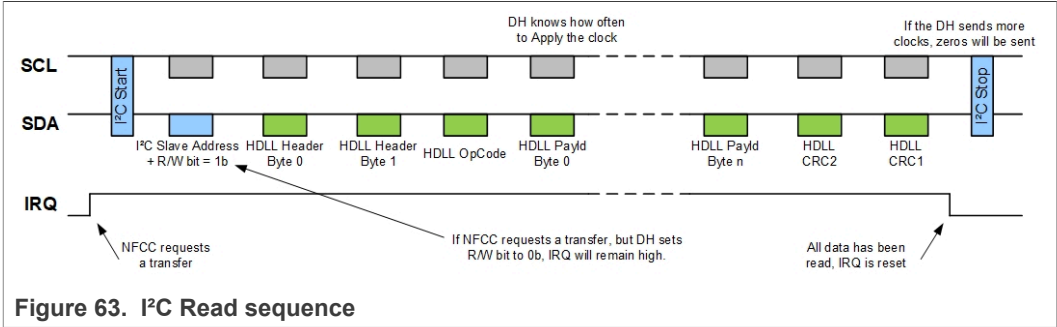 DH knows how often
to Apply the clock
If the DH sends more
clocks, zeros will be sent
SCL
I²C Start
I²C Stop
SDA
I²C Slave Address
+ R/W bit = 1b
HDLL Header
Byte 0
HDLL Header
Byte 1
HDLL OpCode
HDLL Payld
Byte 0
HDLL Payld
Byte n
HDLL
CRC2
HDLL
CRC1
IRQ
NFCC requests
a transfer
If NFCC requests a transfer, but DH sets
R/W bit to 0b, IRQ will remain high.
All data has been
read, IRQ is reset
Figure 63. I²C Read sequence